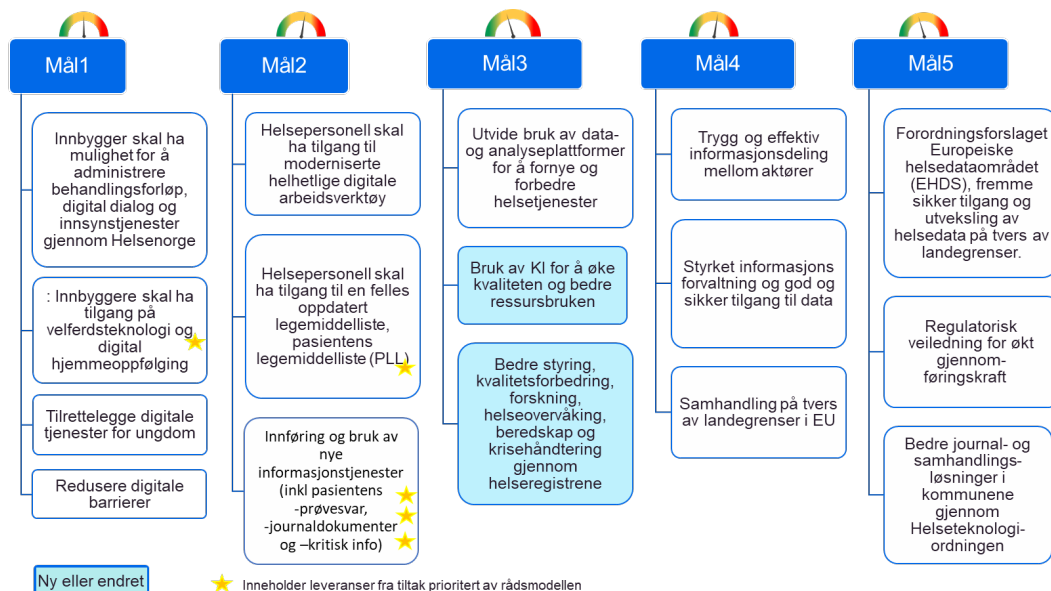 Mål1
Innbygger skal ha
mulighet for å
administrere
behandlingsforløp,
digital dialog og
innsynstjenester
gjennom Helsenorge
: Innbyggere skal ha
tilgang på
velferdsteknologi og
digital
hjemmeoppfølging
Tilrettelegge digitale
tjenester for ungdom
Redusere digitale
barrierer
Mål2
Helsepersonell skal
ha tilgang til
moderniserte
helhetlige digitale
arbeidsverktøy
Helsepersonell skal
ha tilgang til en felles
oppdatert
legemiddelliste,
pasientens
legemiddelliste (PLL)
Innføring og bruk av
nye
informasjonstjenester
(inkl pasientens
-prøvesvar,
-journaldokumenter
og –kritisk info)
Mål3
Utvide bruk av data-
og analyseplattformer
for å fornye og
forbedre
helsetjenester
Bruk av KI for å øke
kvaliteten og bedre
ressursbruken
Bedre styring,
kvalitetsforbedring,
forskning,
helseovervåking,
beredskap og
krisehåndtering
gjennom
helseregistrene
Mål4
Trygg og effektiv
informasjonsdeling
mellom aktører
Styrket informasjons
forvaltning og god og
sikker tilgang til data
Samhandling på tvers
av landegrenser i EU
Mål5
Forordningsforslaget
Europeiske
helsedataområdet
(EHDS), fremme
sikker tilgang og
utveksling av
helsedata på tvers av
landegrenser.
Regulatorisk
veiledning for økt
gjennom-
føringskraft
Bedre journal- og
samhandlings-
løsninger i
kommunene
gjennom
Helseteknologi-
ordningen
Ny eller endret
Inneholder leveranser fra tiltak prioritert av rådsmodellen